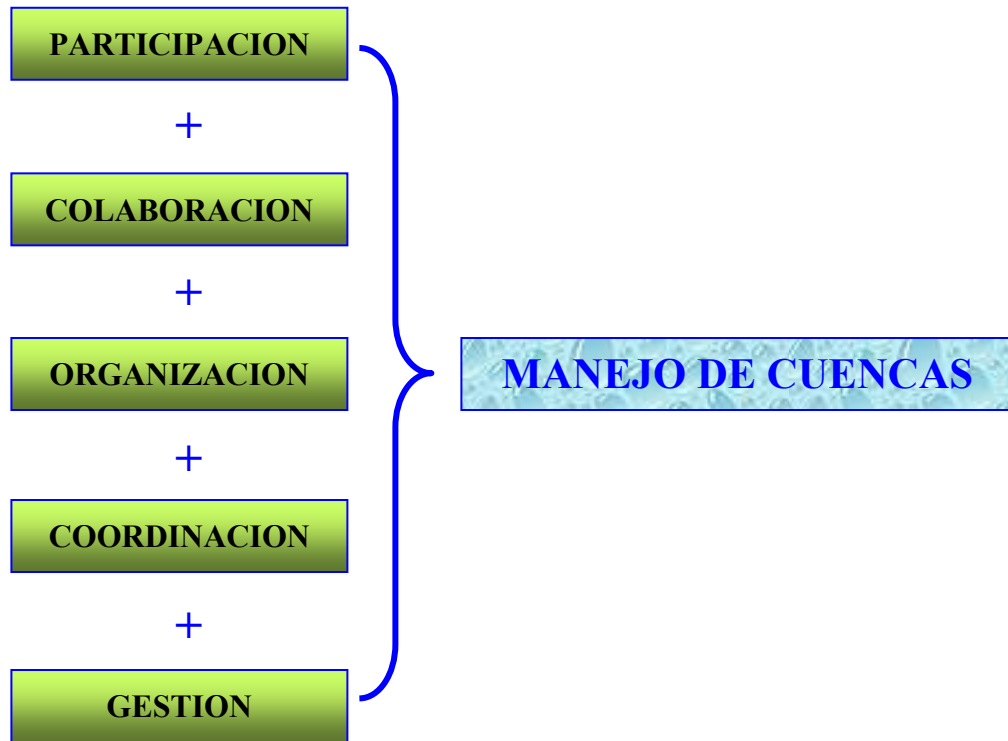 PARTICIPACION
+
COLABORACION
+
ORGANIZACION
+
COORDINACION
+
GESTION
MANEJO DE CUENCAS